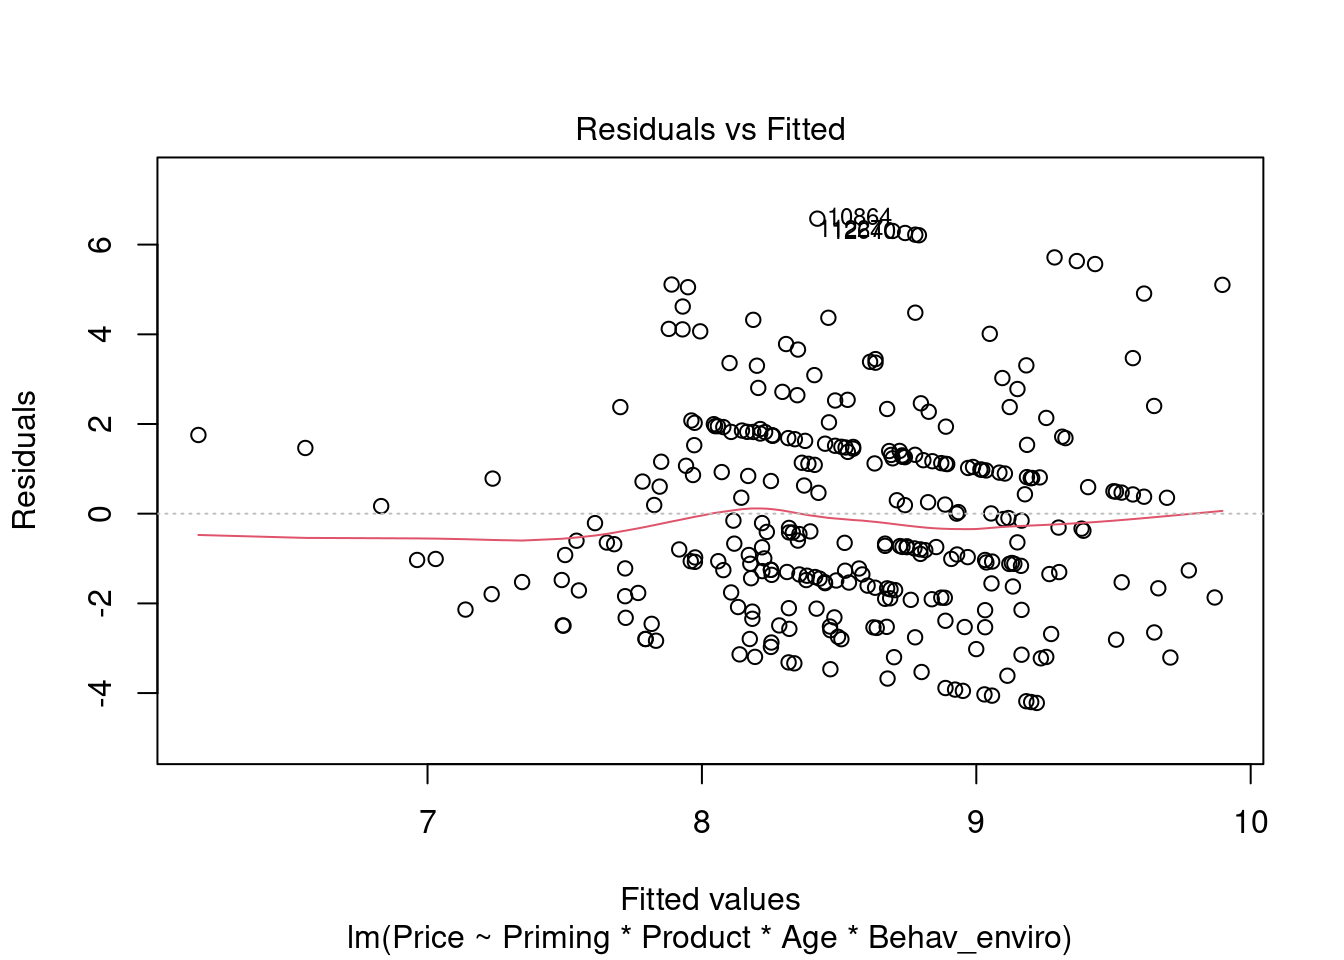 Residuals vs Fitted
Residuals
6
4
2
0
-2
-4
10864
7
8
9
10
Fitted values
lm(Price ~ Priming * Product * Age * Behav_enviro)